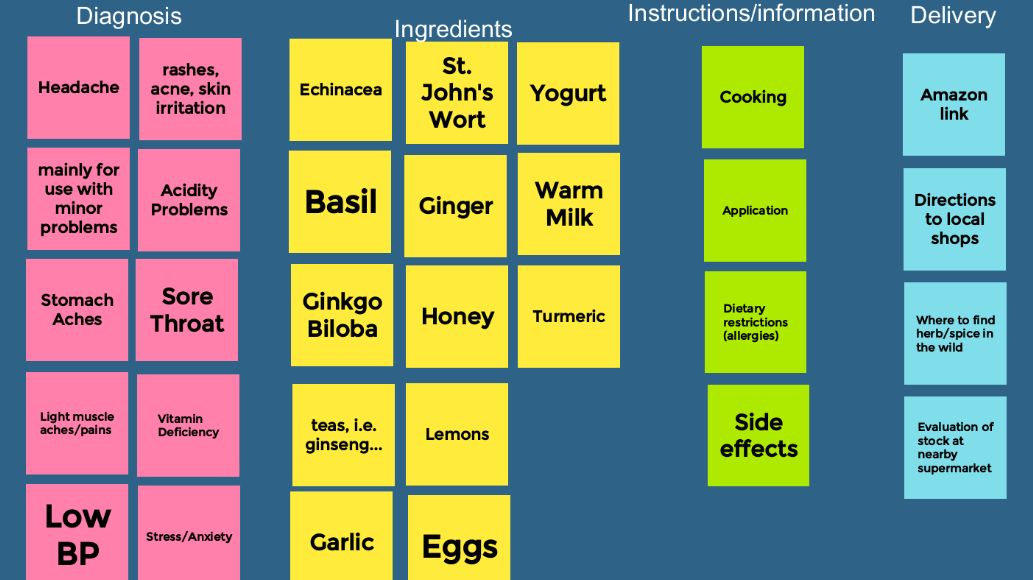 Diagnosis
Headache
rashes,
acne, skin
irritation
mainly for
use with
minor
problems
Acidity
Problems
Stomach
Aches
Sore
Throat
Light muscle
aches/pains
Vitamin
Deficiency
Low
BP
Stress/Anxiety
Ingredients
Echinacea
St.
John's
Wort
Yogurt
Basil
Ginger
Warm
Milk
Ginkgo
Biloba
Honey
Turmeric
teas, i.e.
ginseng...
Lemons
Garlic
Eggs
Instructions/information
Cooking
Application
Dietary
restrictions
(allergies)
Side
effects
Delivery
Amazon
link
Directions
to local
shops
Where to find
herb/spice in
the wild
Evaluation of
stock at
nearby
supermarket